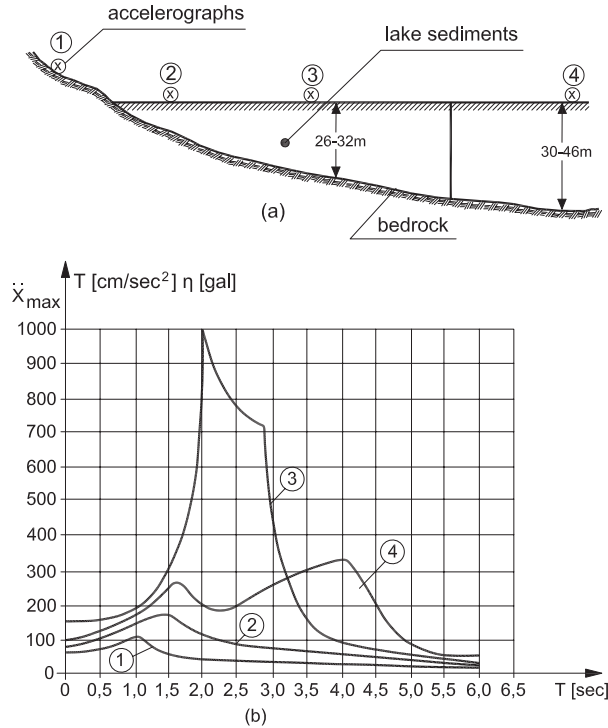 accelerographs
lake sediments
1
2
3
4
x
x
x
x
26-32m
30-46m
(a)
bedrock
T [cm/sec²] η [gal]
Ẍmax
1000
900
800
700
600
500
400
300
200
100
0
3
4
2
1
0 0,5 1,0 1,5 2,0 2,5 3,0 3,5 4,0 4,5 5,0 5,5 6,0 6,5 T [sec]
(b)